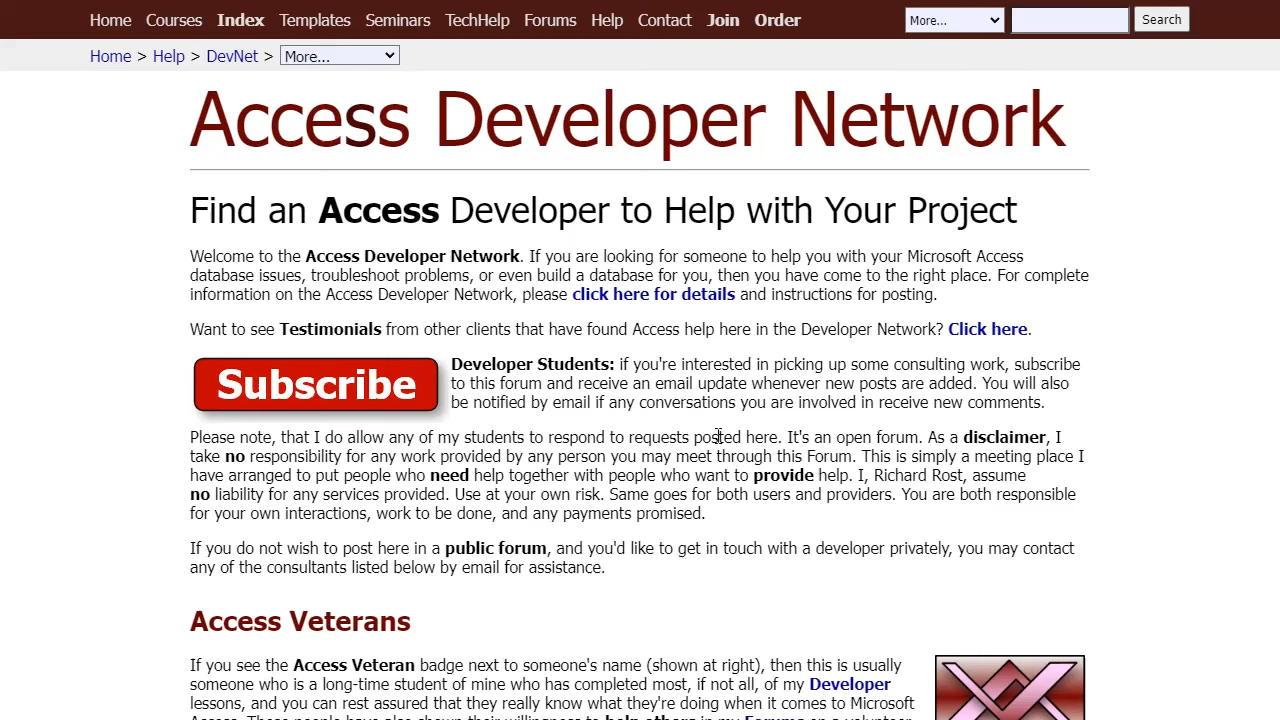 Home Courses Index Templates Seminars TechHelp Forums Help Contact Join Order More... Search
Home > Help > DevNet > More...
Access Developer Network
Find an Access Developer to Help with Your Project
Welcome to the Access Developer Network. If you are looking for someone to help you with your Microsoft Access
database issues, troubleshoot problems, or even build a database for you, then you have come to the right place. For complete
information on the Access Developer Network, please click here for details and instructions for posting.
Want to see Testimonials from other clients that have found Access help here in the Developer Network? Click here.
Subscribe
Developer Students: if you're interested in picking up some consulting work, subscribe
to this forum and receive an email update whenever new posts are added. You will also
be notified by email if any conversations you are involved in receive new comments.
Please note, that I do allow any of my students to respond to requests posted here. It's an open forum. As a disclaimer, I
take no responsibility for any work provided by any person you may meet through this Forum. This is simply a meeting place I
have arranged to put people who need help together with people who want to provide help. I, Richard Rost, assume
no liability for any services provided. Use at your own risk. Same goes for both users and providers. You are both responsible
for your own interactions, work to be done, and any payments promised.
If you do not wish to post here in a public forum, and you'd like to get in touch with a developer privately, you may contact
any of the consultants listed below by email for assistance.
Access Veterans
If you see the Access Veteran badge next to someone's name (shown at right), then this is usually
someone who is a long-time student of mine who has completed most, if not all, of my Developer
lessons, and you can rest assured that they really know what they're doing when it comes to Microsoft